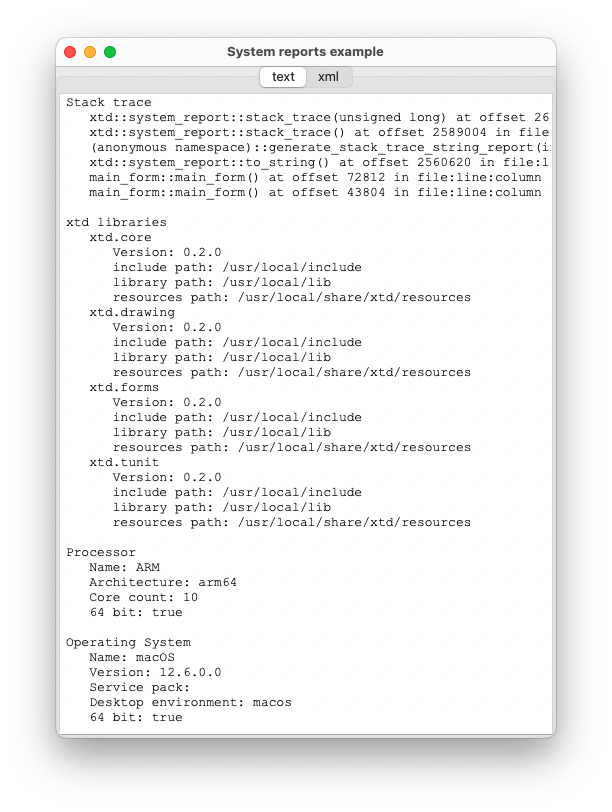 System reports example
text xml
Stack trace
xtd::system_report::stack_trace(unsigned long) at offset 26
xtd::system_report::stack_trace() at offset 2589004 in file
(anonymous namespace)::generate_stack_trace_string_report(i
xtd::system_report::to_string() at offset 2560620 in file:l
main_form::main_form() at offset 72812 in file:line:column
main_form::main_form() at offset 43804 in file:line:column
xtd libraries
xtd.core
Version: 0.2.0
include path: /usr/local/include
library path: /usr/local/lib
resources path: /usr/local/share/xtd/resources
xtd.drawing
Version: 0.2.0
include path: /usr/local/include
library path: /usr/local/lib
resources path: /usr/local/share/xtd/resources
xtd.forms
Version: 0.2.0
include path: /usr/local/include
library path: /usr/local/lib
resources path: /usr/local/share/xtd/resources
xtd.tunit
Version: 0.2.0
include path: /usr/local/include
library path: /usr/local/lib
resources path: /usr/local/share/xtd/resources
Processor
Name: ARM
Architecture: arm64
Core count: 10
64 bit: true
Operating System
Name: macOS
Version: 12.6.0.0
Service pack:
Desktop environment: macos
64 bit: true